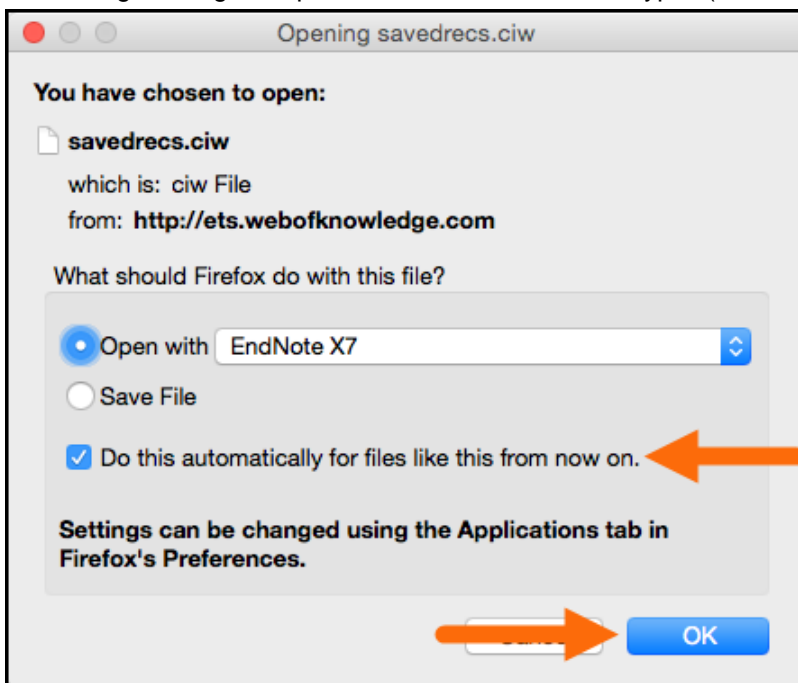 Opening savedrecs.ciw
You have chosen to open:
savedrecs.ciw
which is: ciw File
from: http://ets.webofknowledge.com
What should Firefox do with this file?
Open with EndNote X7
Save File
Do this automatically for files like this from now on.
Settings can be changed using the Applications tab in
Firefox's Preferences.
OK